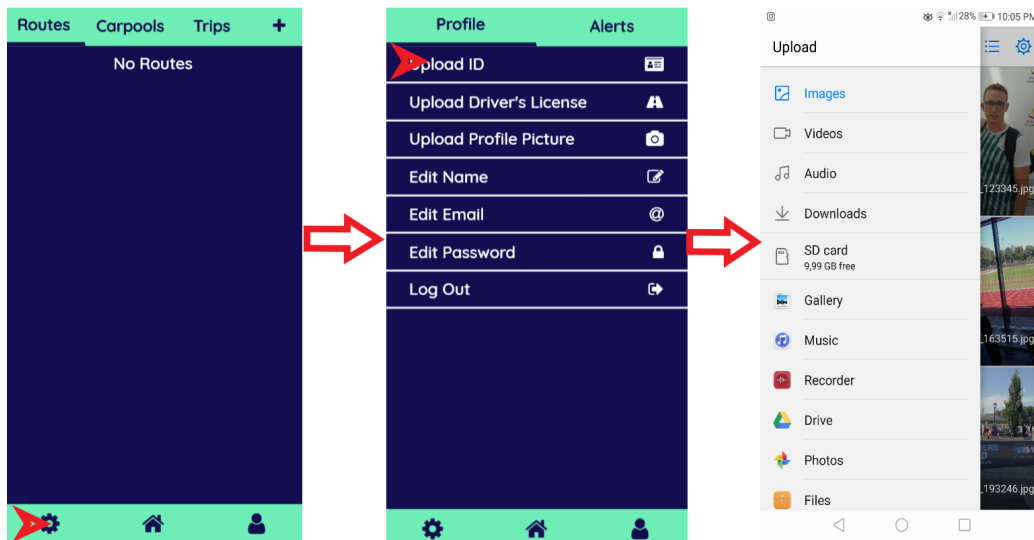 Routes Carpools Trips +
No Routes
Profile Alerts
Upload ID
Upload Driver's License
Upload Profile Picture
Edit Name
Edit Email @
Edit Password
Log Out
28% 10:05 PM
Upload
Images
Videos
Audio
Downloads
SD card
9,99 GB free
Gallery
Music
Recorder
Drive
Photos
Files
_123345.jpg
_163515.jpg
_193246.jpg